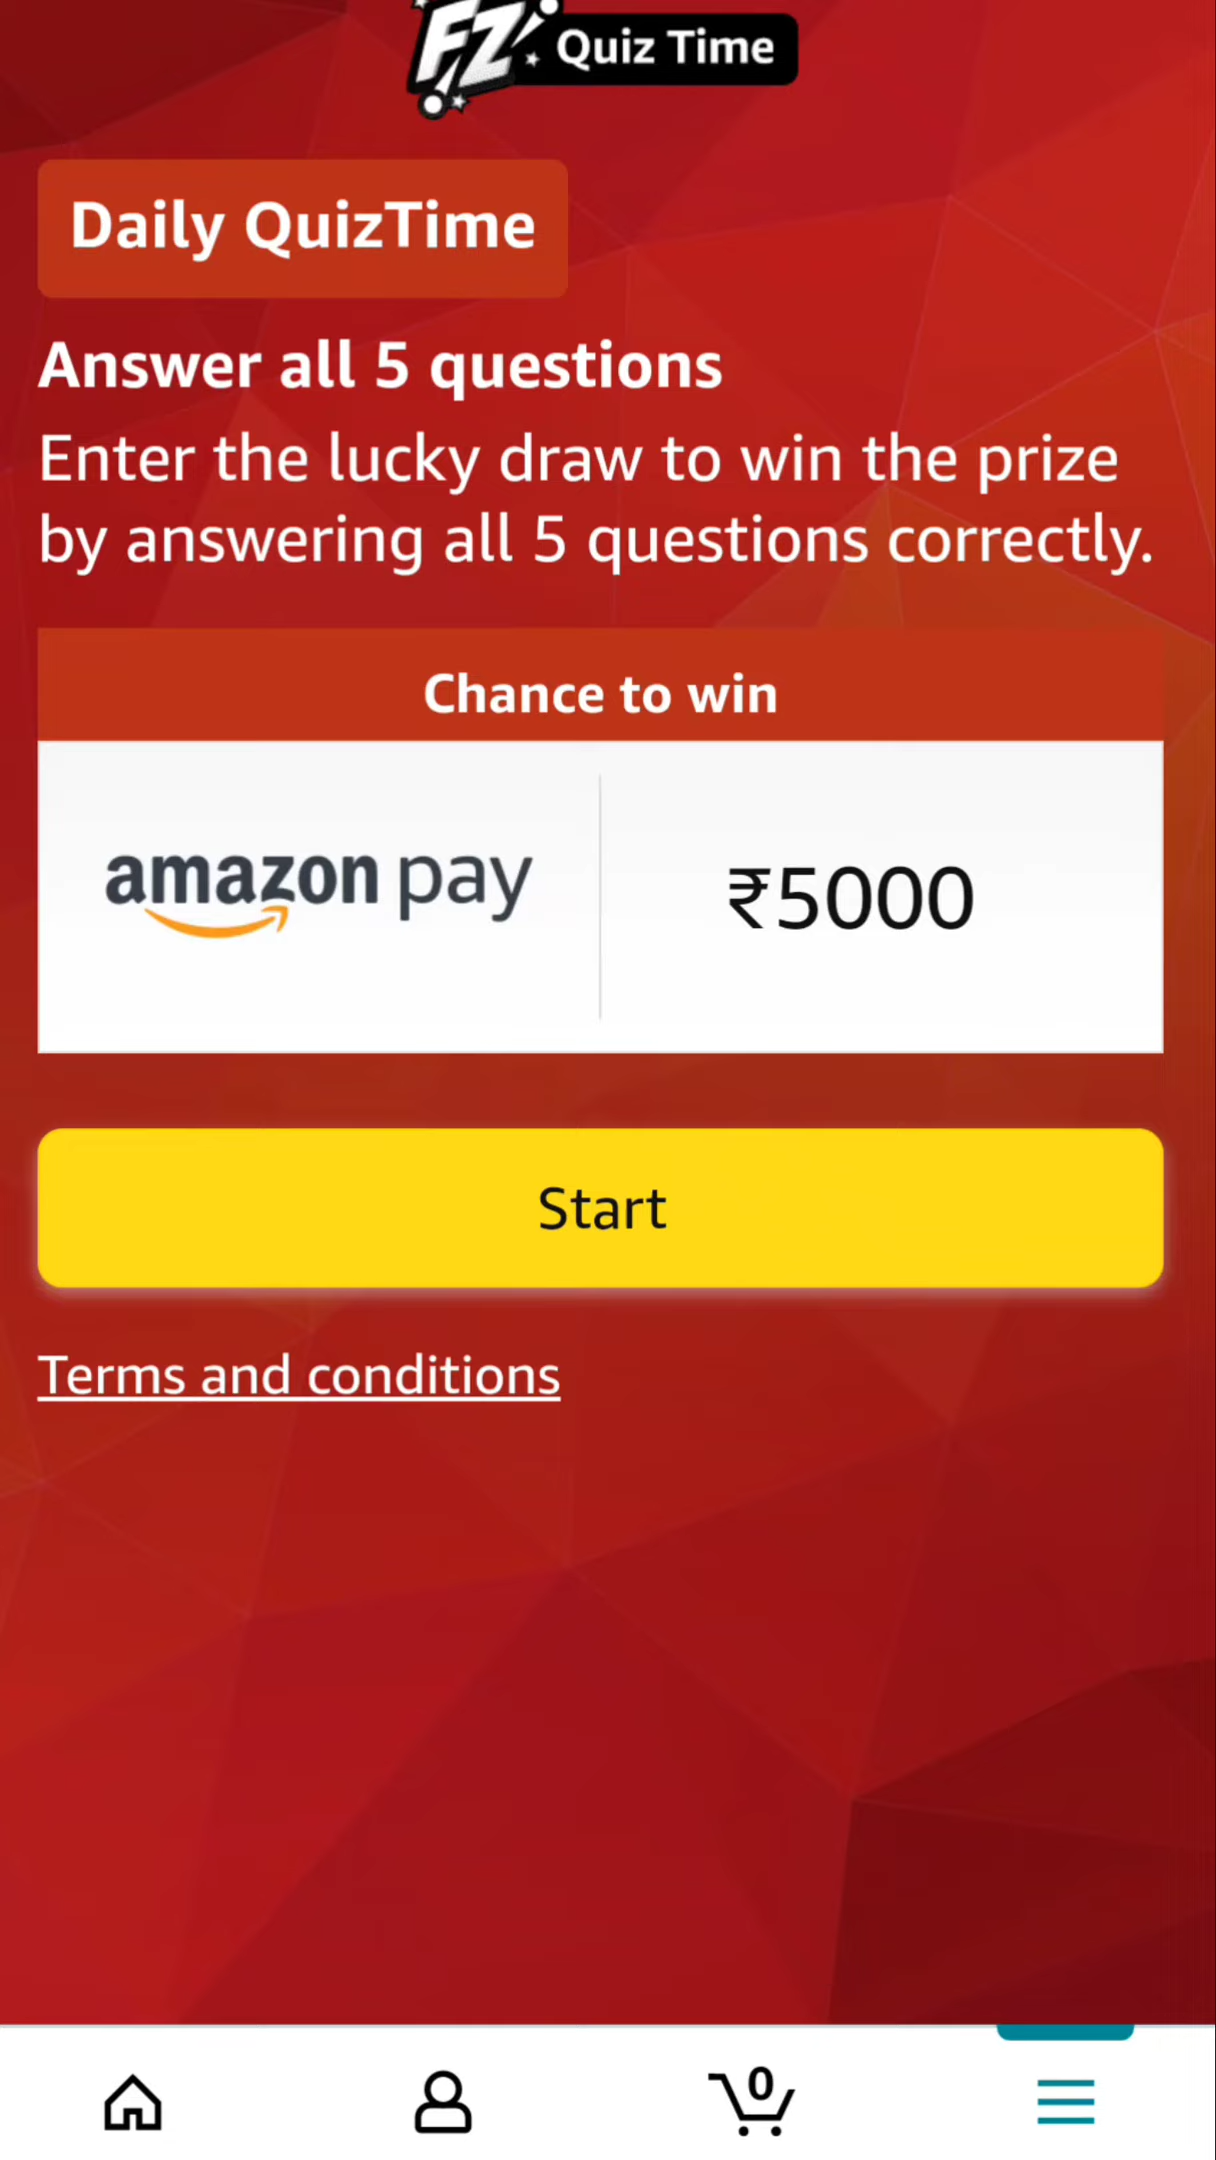 FZ Quiz Time
Daily QuizTime
Answer all 5 questions
Enter the lucky draw to win the prize
by answering all 5 questions correctly.
Chance to win
amazon pay
₹5000
Start
Terms and conditions
0